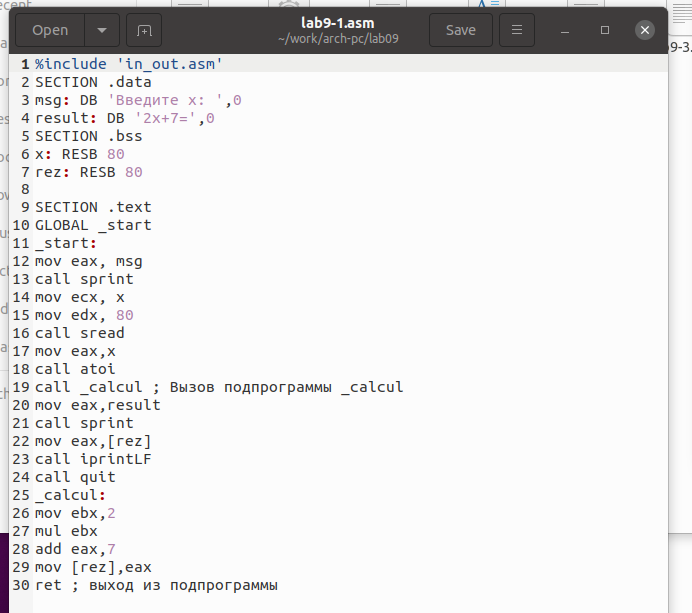 Open
lab9-1.asm
~/work/arch-pc/lab09
Save
1 %include 'in_out.asm'
2 SECTION .data
3 msg: DB 'Введите x: ',0
4 result: DB '2x+7=',0
5 SECTION .bss
6 x: RESB 80
7 rez: RESB 80
8
9 SECTION .text
10 GLOBAL _start
11 _start:
12 mov eax, msg
13 call sprint
14 mov ecx, x
15 mov edx, 80
16 call sread
17 mov eax,x
18 call atoi
19 call _calcul ; Вызов подпрограммы _calcul
20 mov eax,result
21 call sprint
22 mov eax,[rez]
23 call iprintLF
24 call quit
25 _calcul:
26 mov ebx,2
27 mul ebx
28 add eax,7
29 mov [rez],eax
30 ret ; выход из подпрограммы